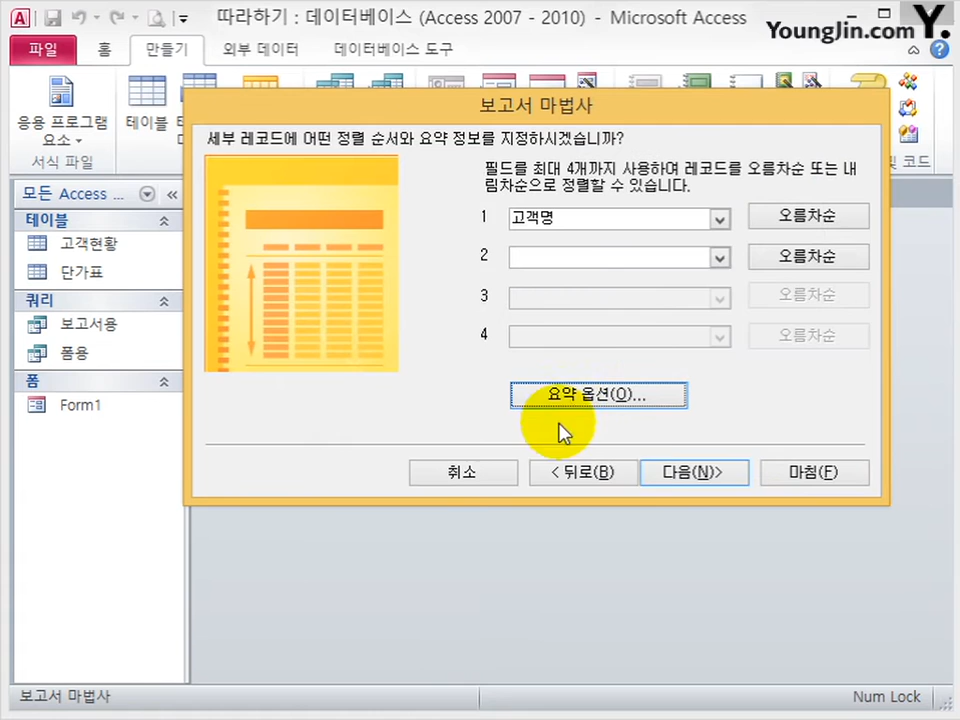 따라하기 : 데이터베이스 (Access 2007 - 2010) - Microsoft Access
YoungJin.com Y.
파일 홈 만들기 외부 데이터 데이터베이스 도구
응용 프로그램
요소
테이블
서식 파일
및 코드
보고서 마법사
세부 레코드에 어떤 정렬 순서와 요약 정보를 지정하시겠습니까?
필드를 최대 4개까지 사용하며 레코드를 오름차순 또는 내
림차순으로 정렬할 수 있습니다.
1 고객명 오름차순
2 오름차순
3 오름차순
4 오름차순
요약 옵션(O)...
취소 < 뒤로(B) 다음(N)> 마침(F)
모든 Access ... «
테이블
고객현황
단가표
쿼리
보고서용
폼용
폼
Form1
보고서 마법사 Num Lock